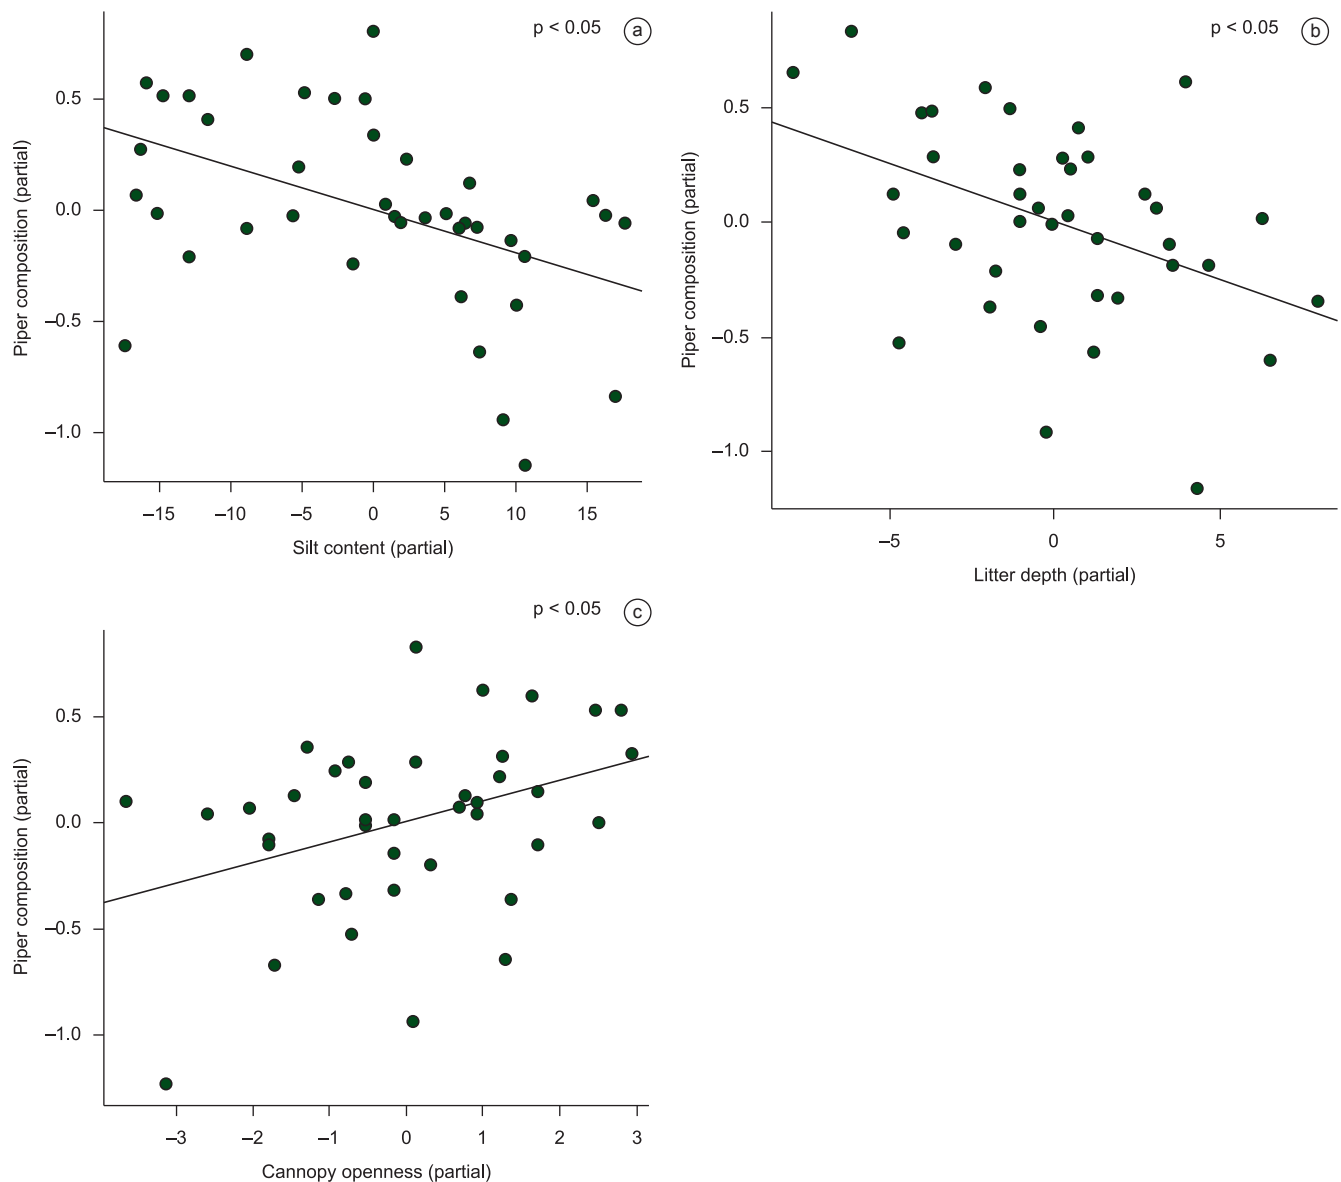 p < 0.05 a
0.5
0.0
–0.5
–1.0
Piper composition (partial)
–15 –10 –5 0 5 10 15
Silt content (partial)
p < 0.05 b
0.5
0.0
–0.5
–1.0
Piper composition (partial)
–5 0 5
Litter depth (partial)
p < 0.05 c
0.5
0.0
–0.5
–1.0
Piper composition (partial)
–3 –2 –1 0 1 2 3
Cannopy openness (partial)